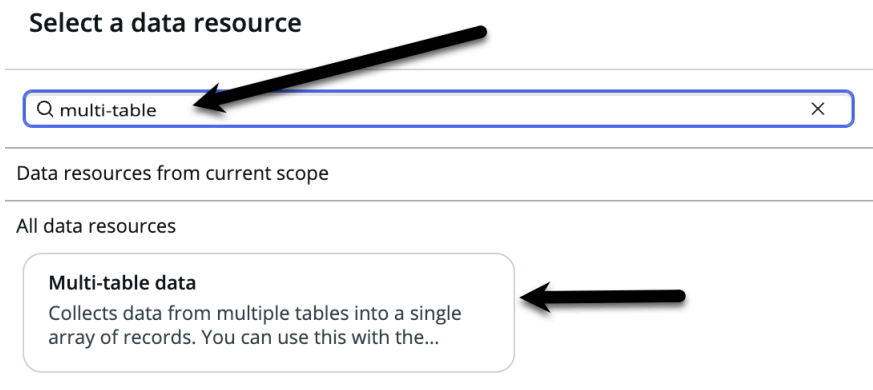 Select a data resource
multi-table
Data resources from current scope
All data resources
Multi-table data
Collects data from multiple tables into a single
array of records. You can use this with the...